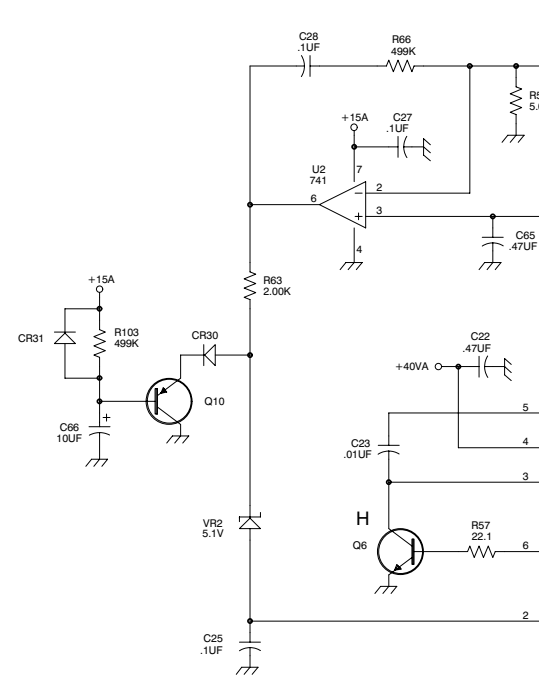 C28
.1UF
R66
499K
R5
5.
+15A
C27
.1UF
U2
741
7
2
6
3
4
C65
.47UF
R63
2.00K
+15A
CR31
R103
499K
CR30
C22
.47UF
+40VA
Q10
C66
10UF
+
5
C23
.01UF
4
3
H
VR2
5.1V
Q6
R57
22.1
6
2
C25
.1UF